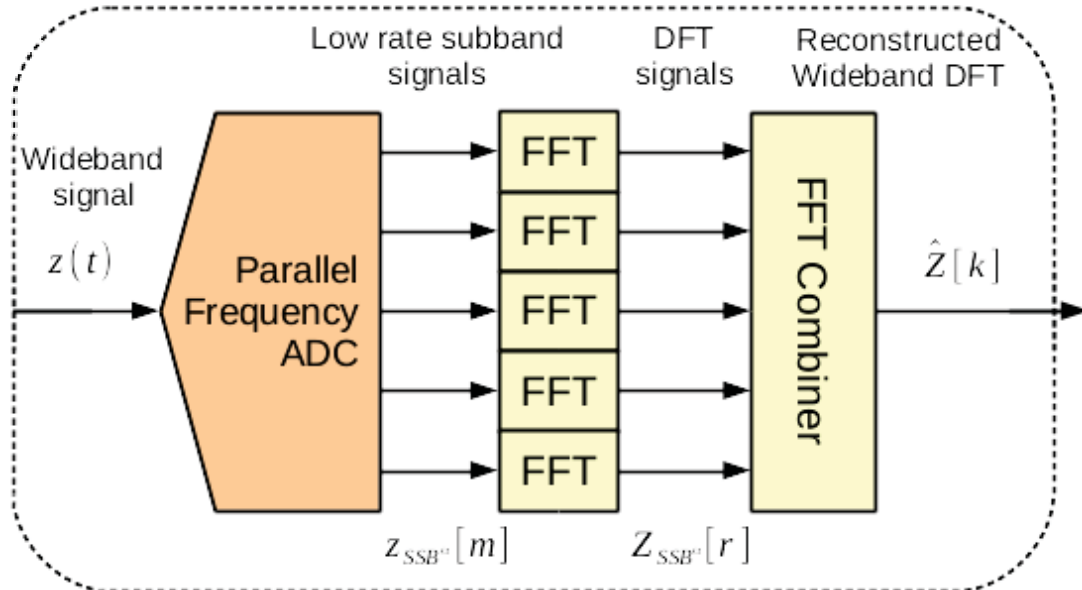 Low rate subband
signals
DFT
signals
Reconstructed
Wideband DFT
Wideband
signal
z(t)
Parallel
Frequency
ADC
FFT
FFT
FFT
FFT
FFT
FFT Combiner
Ẑ[k]
z_SSB[m]
Z_SSB[r]